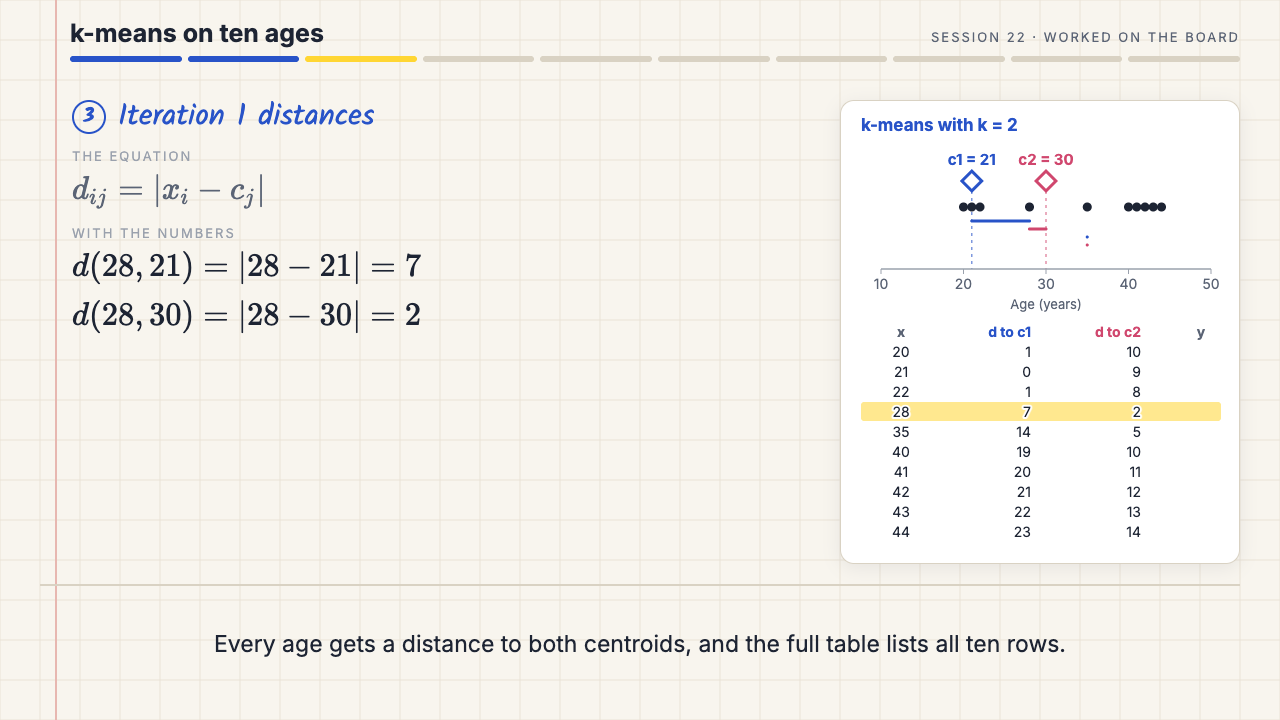 k-means on ten ages
SESSION 22 · WORKED ON THE BOARD
3 Iteration 1 distances
THE EQUATION
d_{ij} = |x_i − c_j|
WITH THE NUMBERS
d(28, 21) = |28 − 21| = 7
d(28, 30) = |28 − 30| = 2
k-means with k = 2
c1 = 21 c2 = 30
10 20 30 40 50
Age (years)
x d to c1 d to c2 y
20 1 10
21 0 9
22 1 8
28 7 2
35 14 5
40 19 10
41 20 11
42 21 12
43 22 13
44 23 14
Every age gets a distance to both centroids, and the full table lists all ten rows.